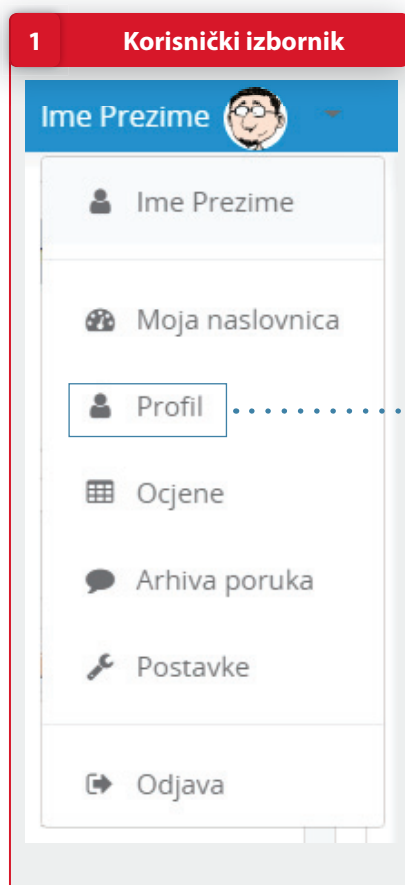 1 Korisnički izbornik
Ime Prezime
Ime Prezime
Moja naslovnica
Profil
Ocjene
Arhiva poruka
Postavke
Odjava